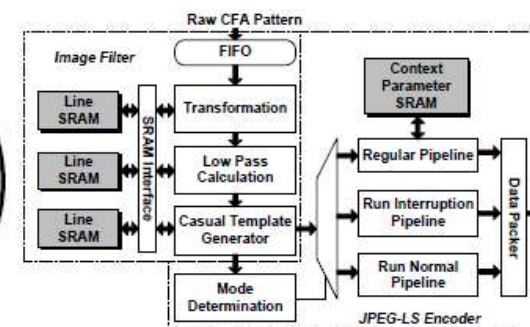 Raw CFA Pattern
Image Filter
FIFO
Line
SRAM
Line
SRAM
Line
SRAM
SRAM Interface
Transformation
Low Pass
Calculation
Casual Template
Generator
Mode
Determination
Context
Parameter
SRAM
Regular Pipeline
Run Interruption
Pipeline
Run Normal
Pipeline
Data Packer
JPEG-LS Encoder